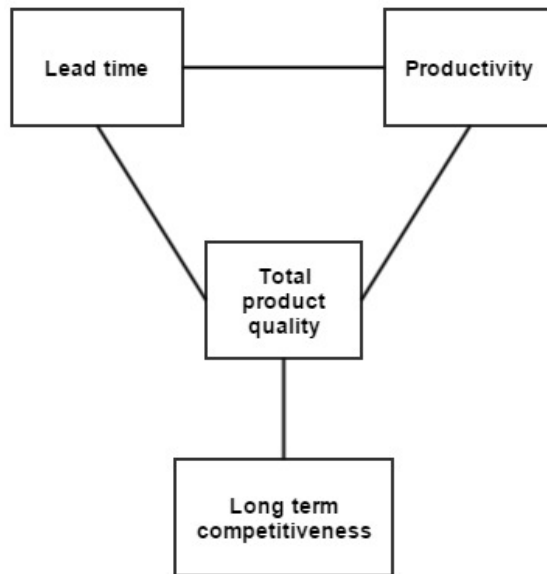 Lead time
Productivity
Total
product
quality
Long term
competitiveness